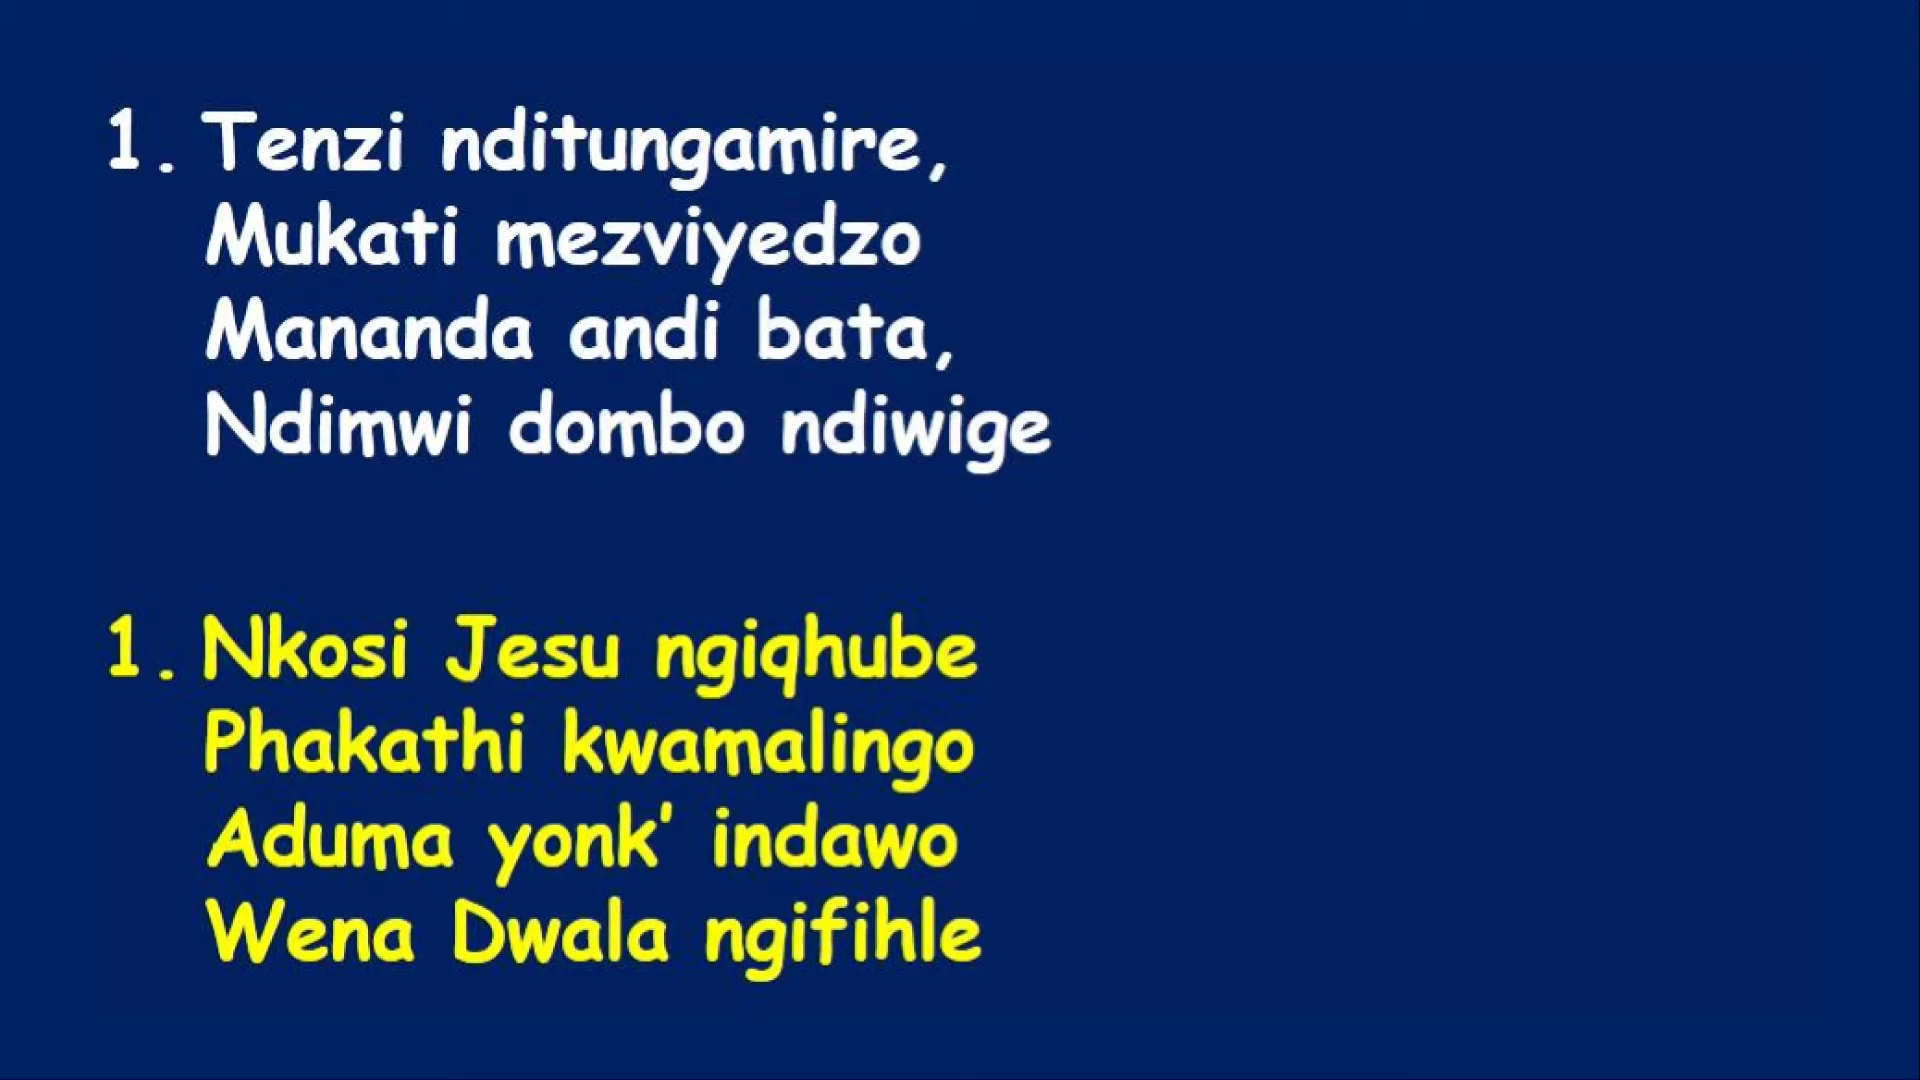 1. Tenzi nditungamire,
Mukati mezviyedzo
Mananda andi bata,
Ndimwi dombo ndiwige
1. Nkosi Jesu ngiqhube
Phakathi kwamalingo
Aduma yonk' indawo
Wena Dwala ngifihle